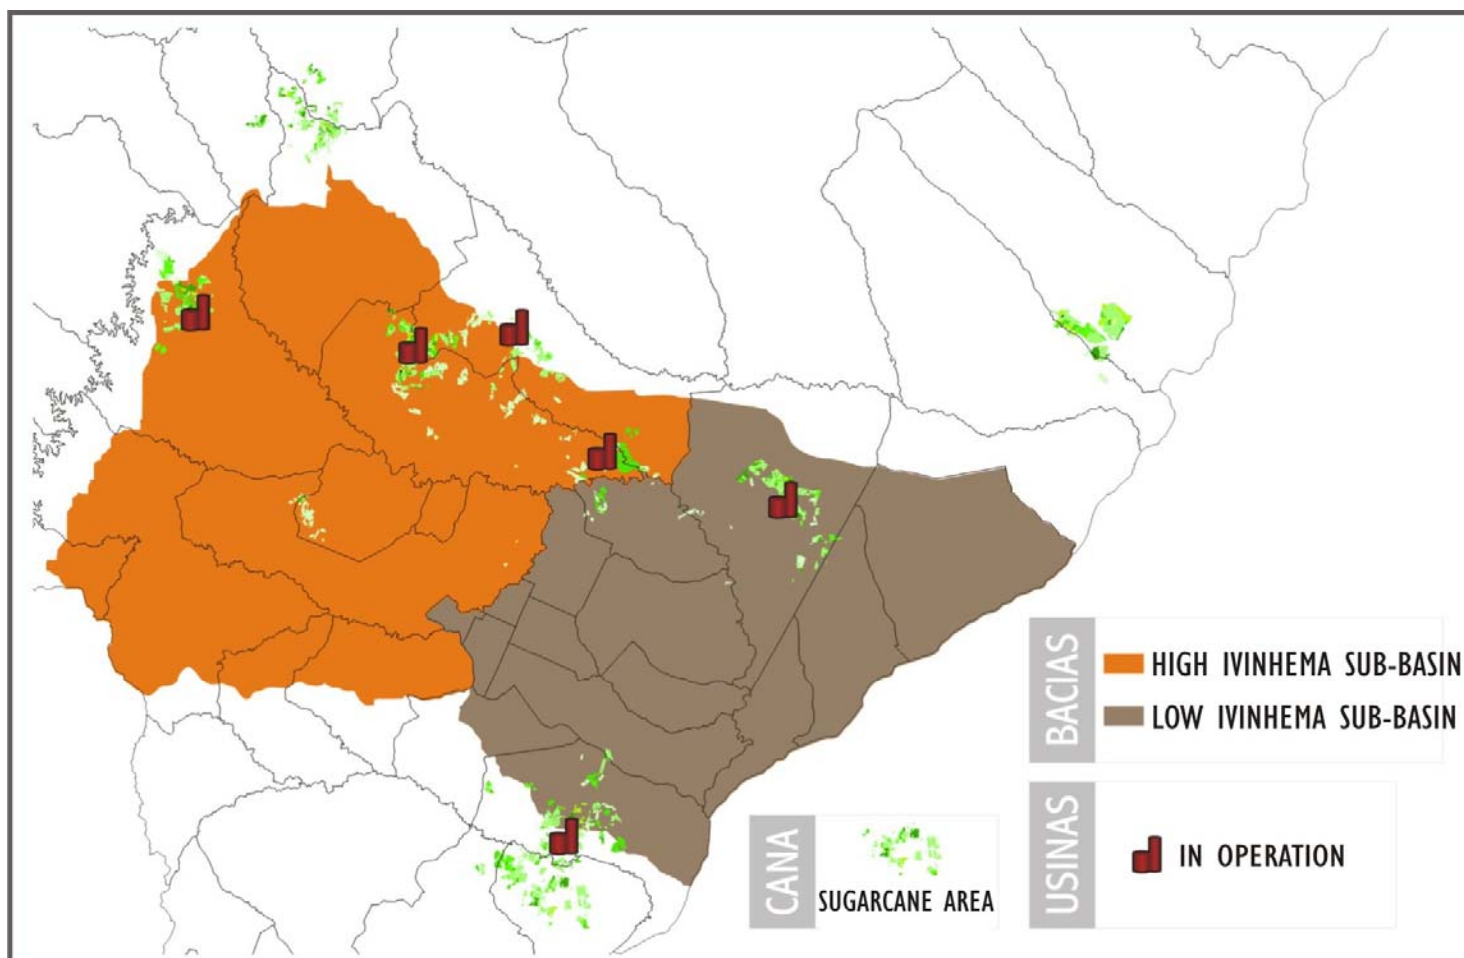 BACIAS
HIGH IVINHEMA SUB-BASIN
LOW IVINHEMA SUB-BASIN
CANA
SUGARCANE AREA
USINAS
IN OPERATION